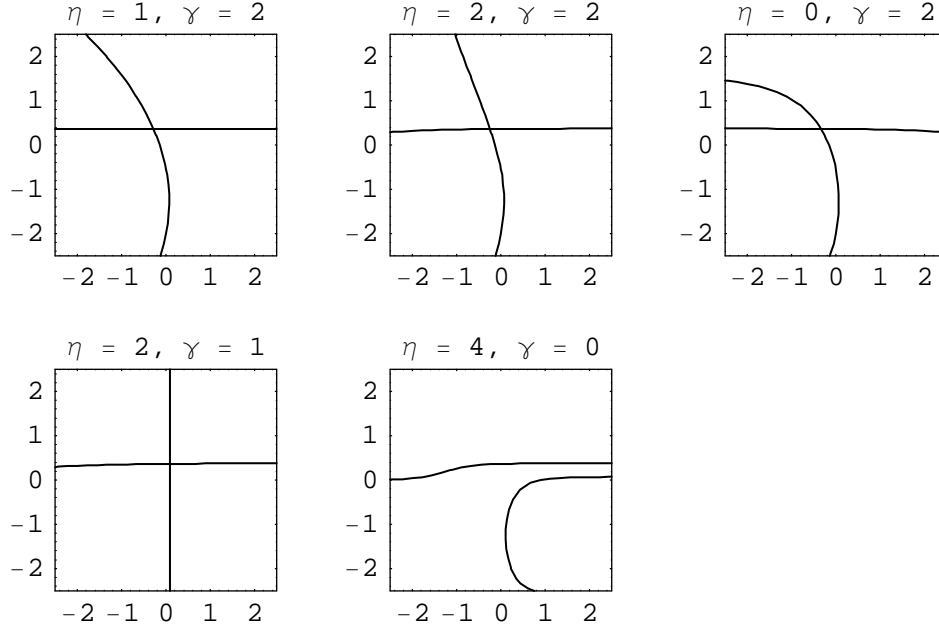 η = 1, γ = 2
2
1
0
-1
-2
-2 -1 0 1 2
η = 2, γ = 2
2
1
0
-1
-2
-2 -1 0 1 2
η = 0, γ = 2
2
1
0
-1
-2
-2 -1 0 1 2
η = 2, γ = 1
2
1
0
-1
-2
-2 -1 0 1 2
η = 4, γ = 0
2
1
0
-1
-2
-2 -1 0 1 2